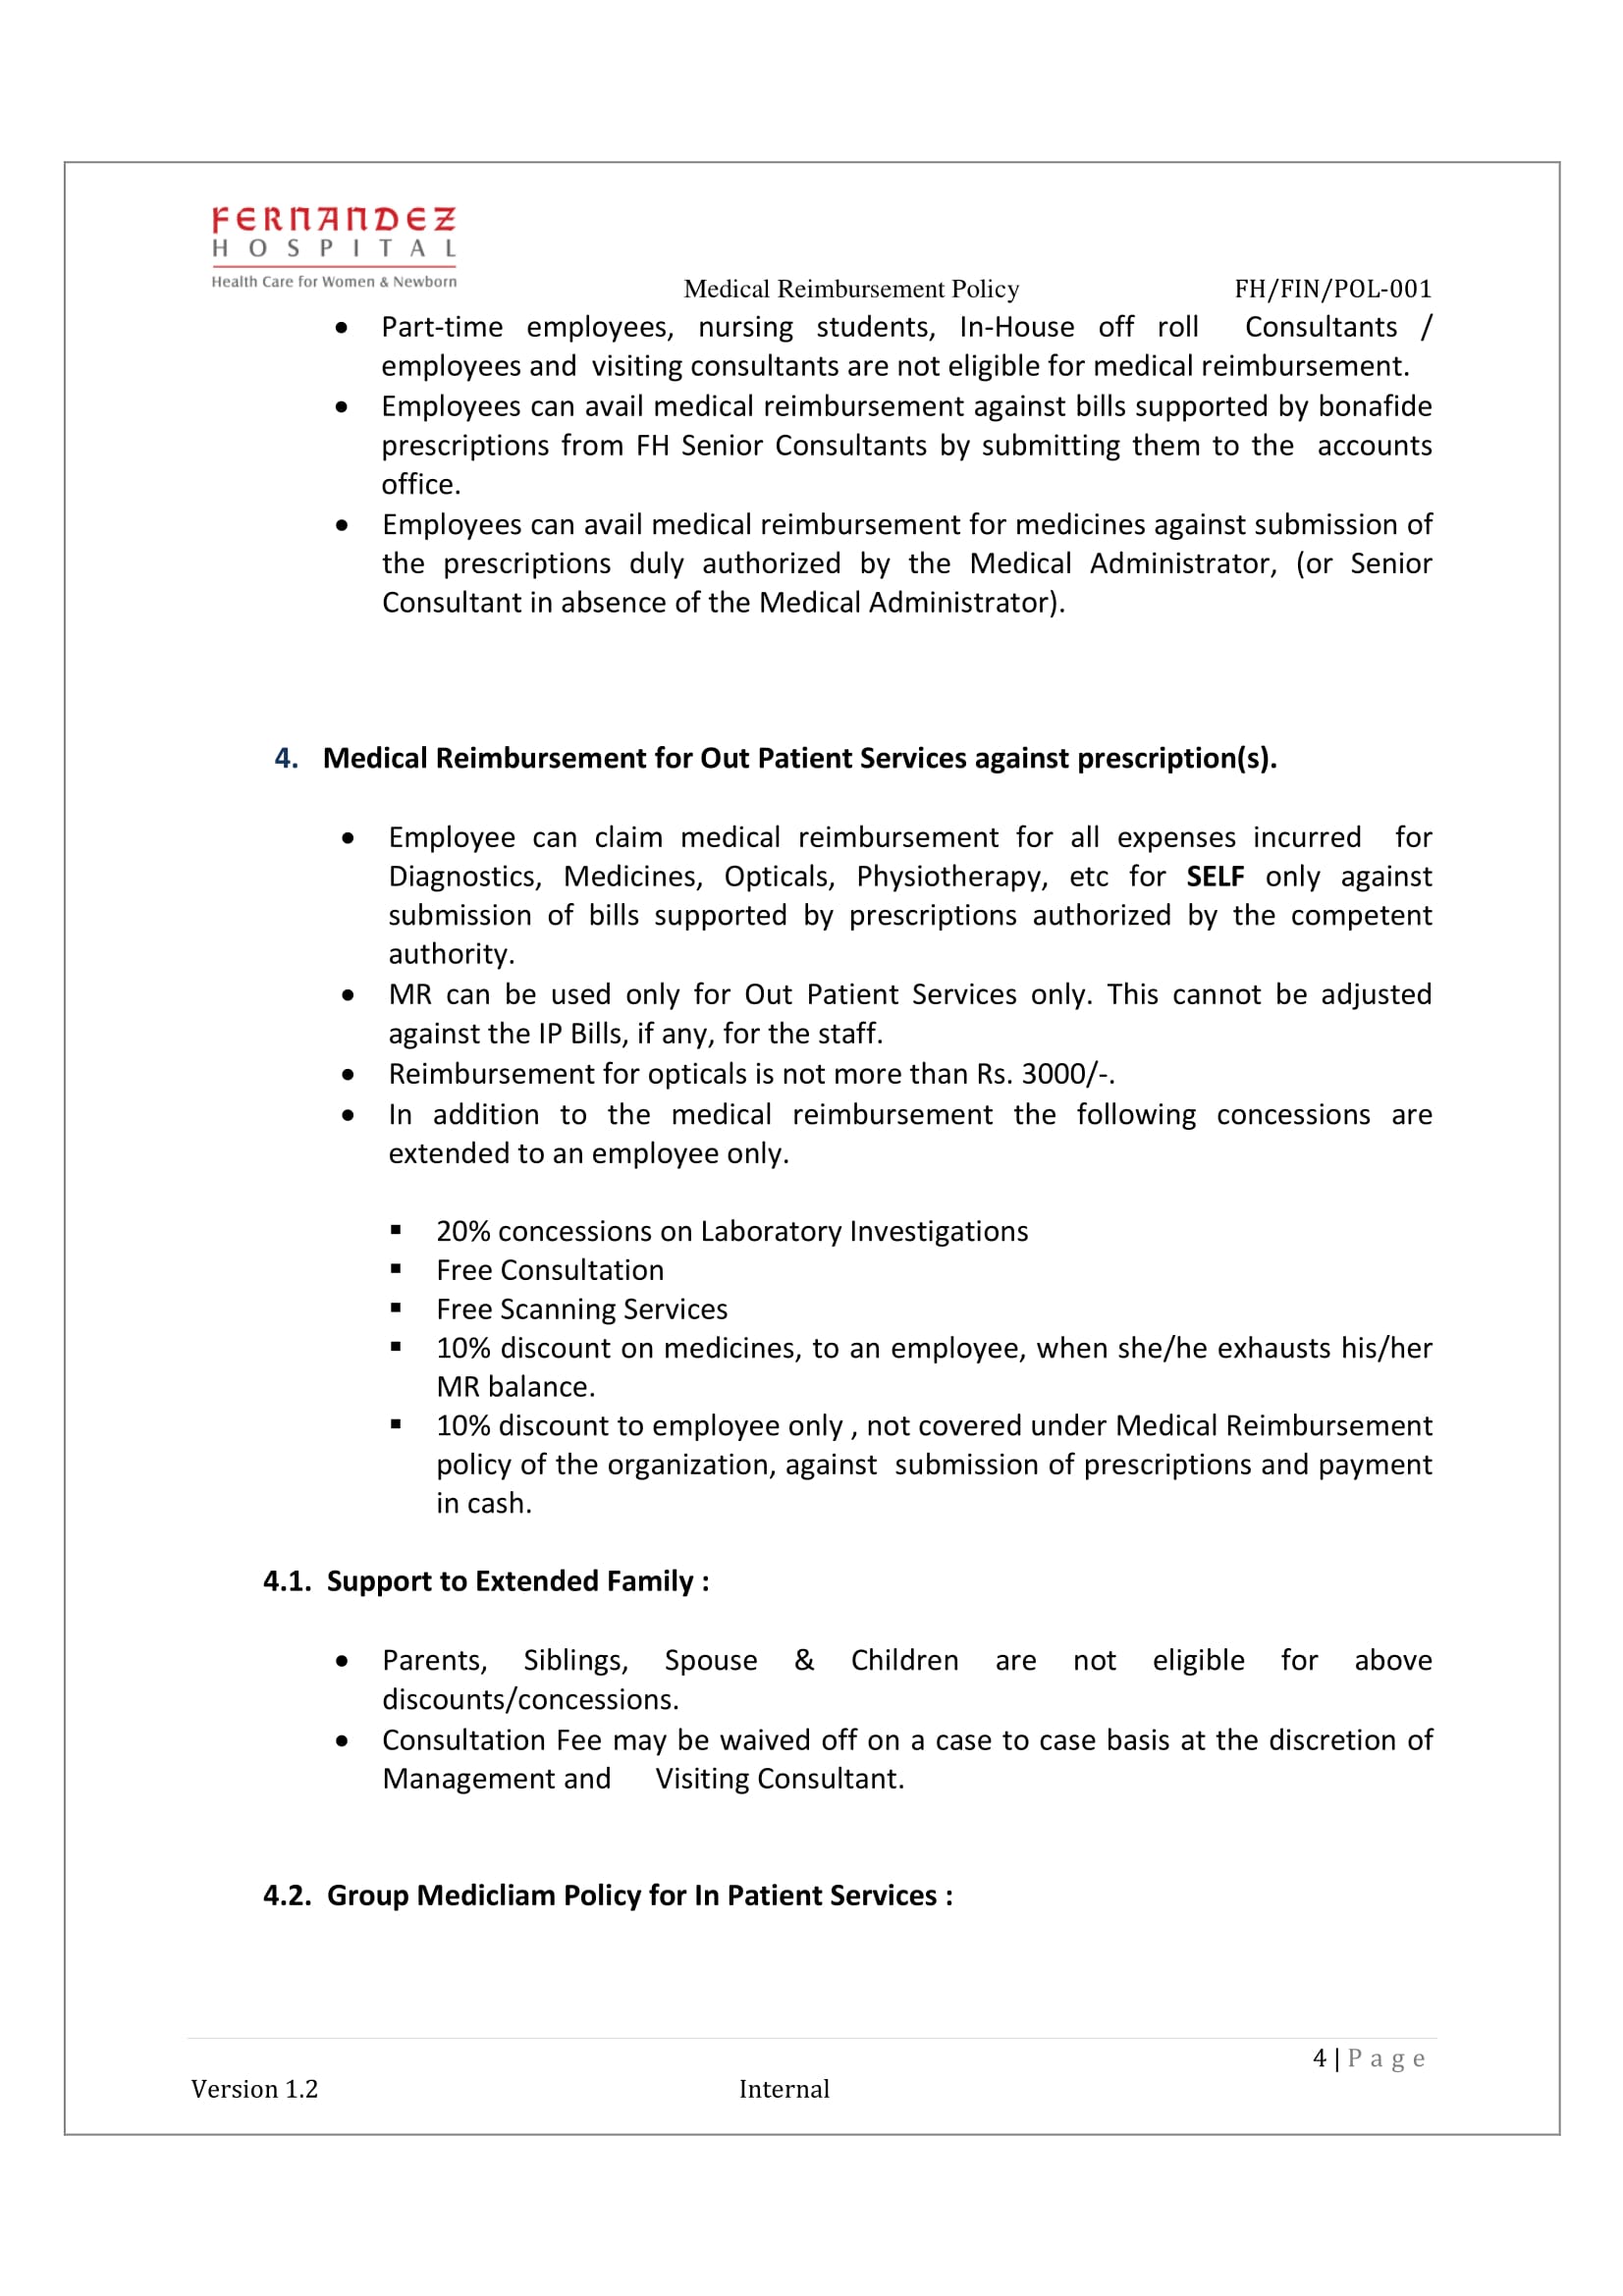 FERNANDEZ
HOSPITAL
Health Care for Women & Newborn
Medical Reimbursement Policy FH/FIN/POL-001
• Part-time employees, nursing students, In-House off roll Consultants /
employees and visiting consultants are not eligible for medical reimbursement.
• Employees can avail medical reimbursement against bills supported by bonafide
prescriptions from FH Senior Consultants by submitting them to the accounts
office.
• Employees can avail medical reimbursement for medicines against submission of
the prescriptions duly authorized by the Medical Administrator, (or Senior
Consultant in absence of the Medical Administrator).
4. Medical Reimbursement for Out Patient Services against prescription(s).
• Employee can claim medical reimbursement for all expenses incurred for
Diagnostics, Medicines, Opticals, Physiotherapy, etc for SELF only against
submission of bills supported by prescriptions authorized by the competent
authority.
• MR can be used only for Out Patient Services only. This cannot be adjusted
against the IP Bills, if any, for the staff.
• Reimbursement for opticals is not more than Rs. 3000/-.
• In addition to the medical reimbursement the following concessions are
extended to an employee only.
▪ 20% concessions on Laboratory Investigations
▪ Free Consultation
▪ Free Scanning Services
▪ 10% discount on medicines, to an employee, when she/he exhausts his/her
MR balance.
▪ 10% discount to employee only , not covered under Medical Reimbursement
policy of the organization, against submission of prescriptions and payment
in cash.
4.1. Support to Extended Family :
• Parents, Siblings, Spouse & Children are not eligible for above
discounts/concessions.
• Consultation Fee may be waived off on a case to case basis at the discretion of
Management and Visiting Consultant.
4.2. Group Medicliam Policy for In Patient Services :
4 | Page
Version 1.2 Internal